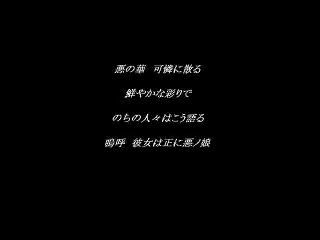 悪の華　可憐に散る
鮮やかな彩りで
のちの人々はこう語る
嗚呼　彼女は正に悪ノ娘